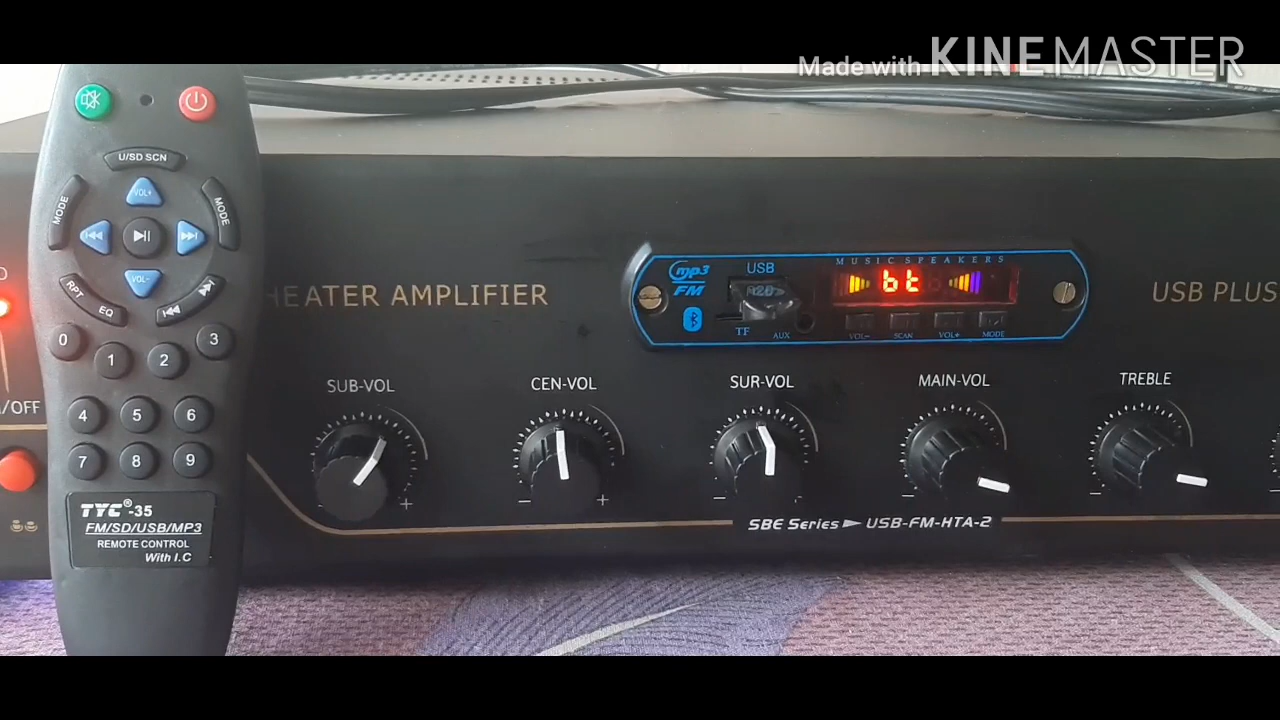 Made with KINEMASTER
U/SD SCN
VOL+
MODE
MODE
VOL-
RPT
EQ
0
1
2
3
4
5
6
7
8
9
TYC®-35
FM/SD/USB/MP3
REMOTE CONTROL
With I.C
/OFF
HEATER AMPLIFIER
mp3
FM
USB
TF
AUX
MUSIC SPEAKERS
bt
VOL-
SCAN
VOL+
MODE
USB PLUS
SUB-VOL
CEN-VOL
SUR-VOL
MAIN-VOL
TREBLE
SBE Series USB-FM-HTA-2